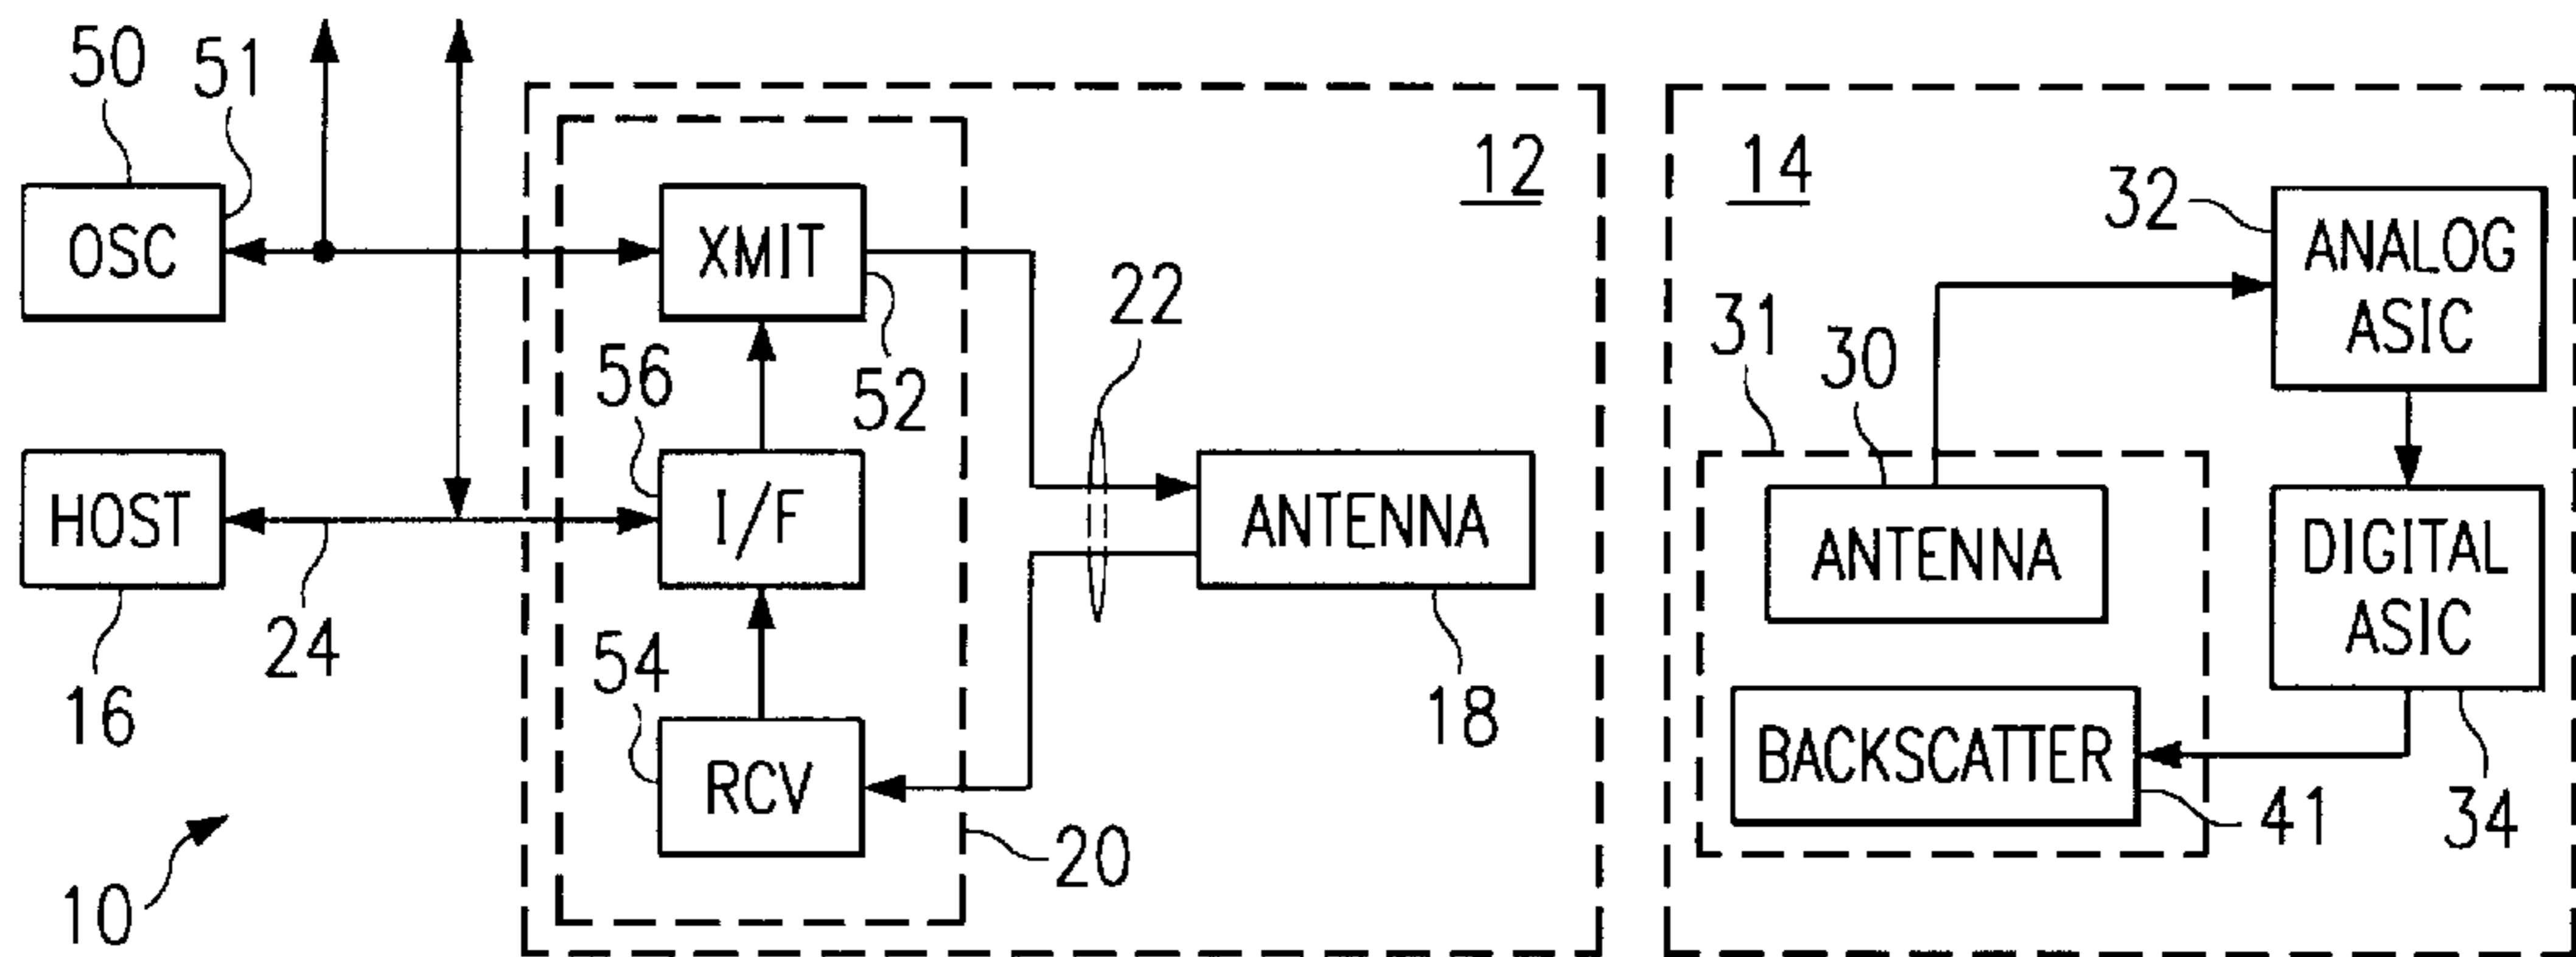 50
51
OSC
XMIT
52
12
14
32
ANALOG
ASIC
22
56
I/F
31
30
ANTENNA
HOST
24
16
ANTENNA
18
DIGITAL
ASIC
34
54
RCV
20
BACKSCATTER
41
10